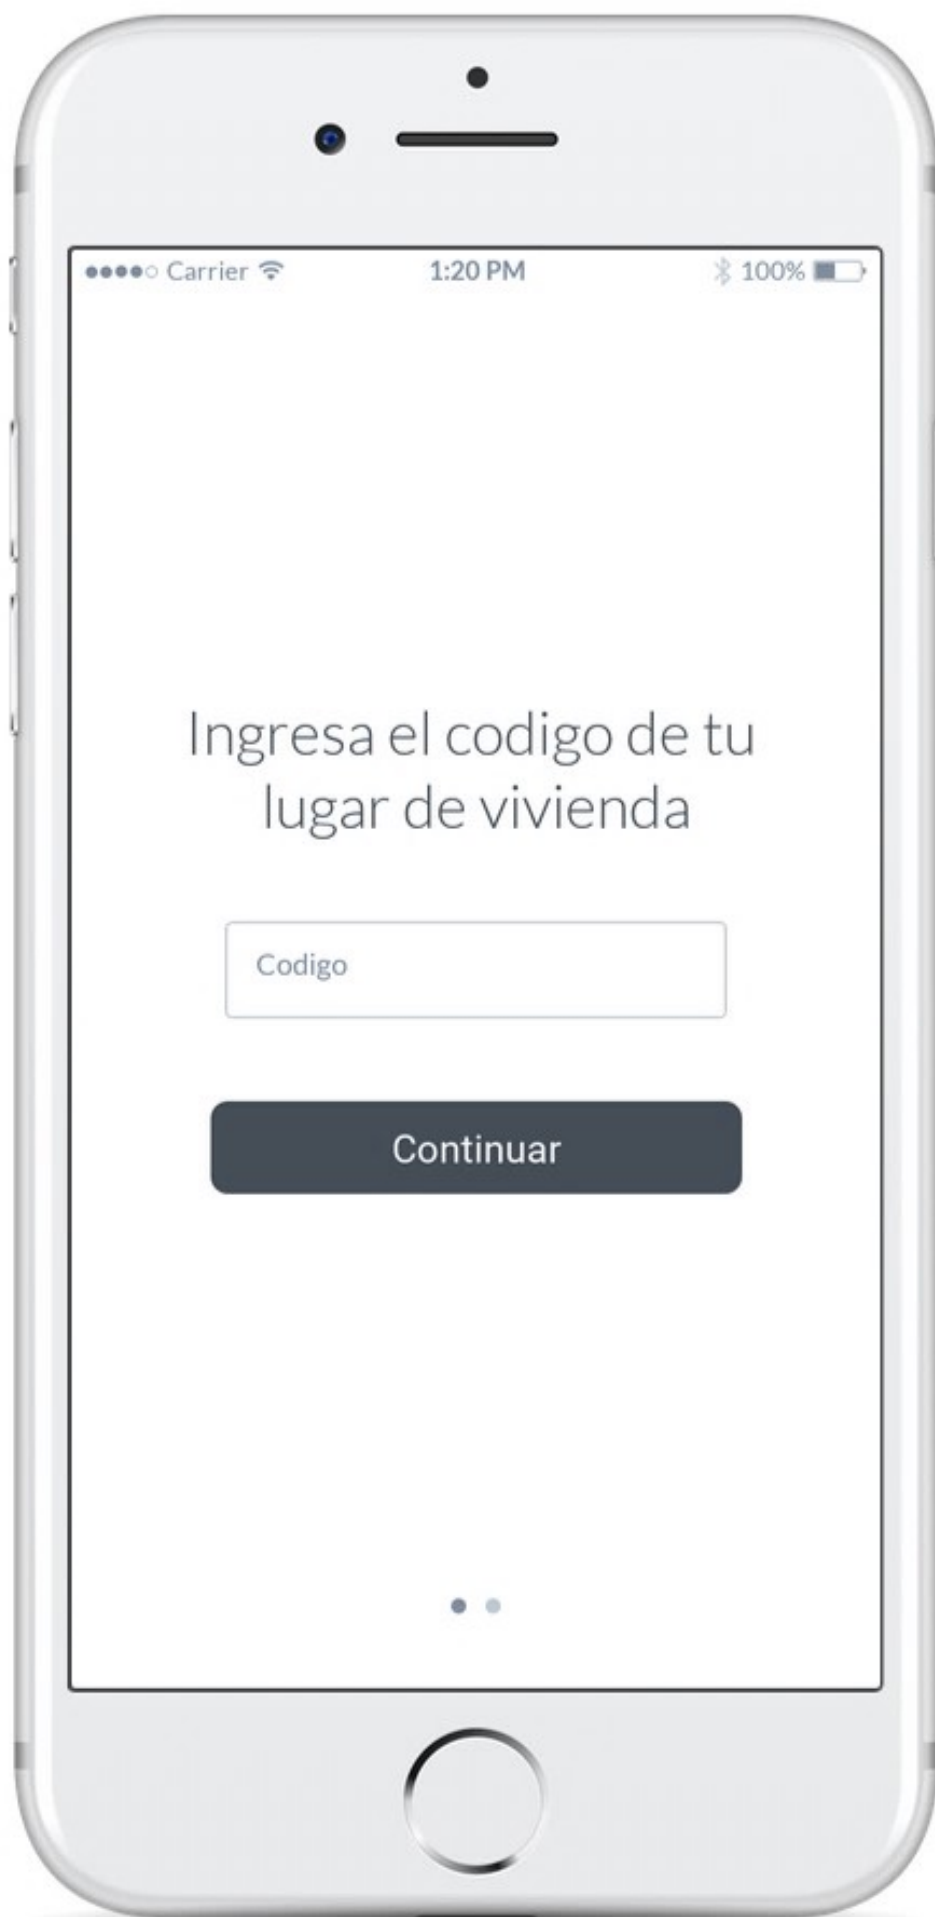 Carrier 1:20 PM 100%
Ingresa el codigo de tu
lugar de vivienda
Codigo
Continuar